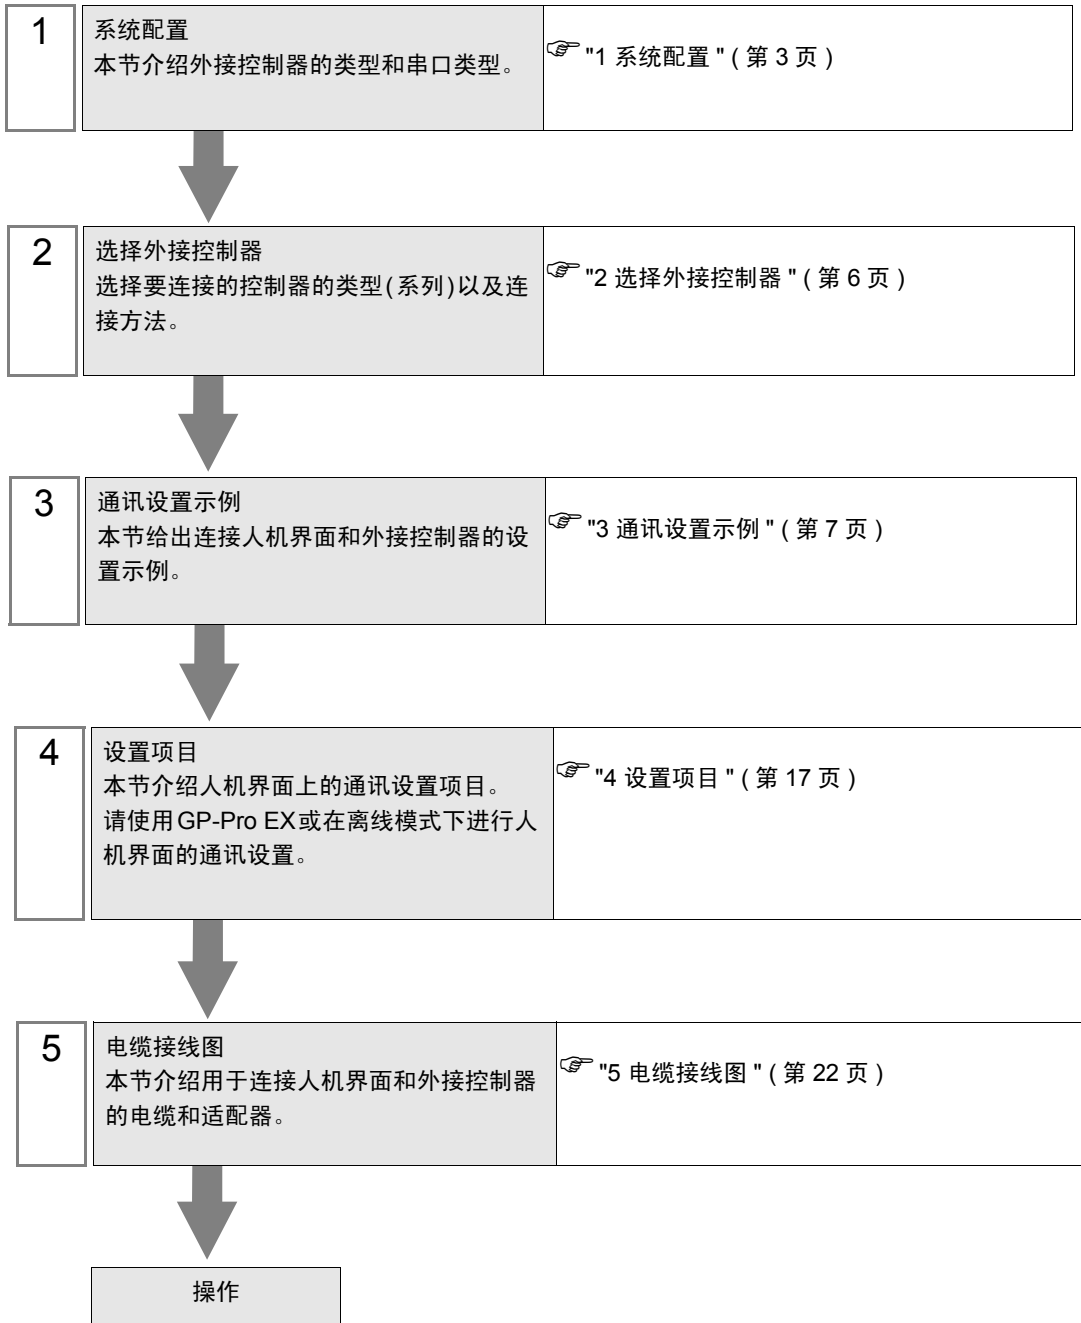 1
系统配置
本节介绍外接控制器的类型和串口类型。
☞ "1 系统配置 " ( 第 3 页 )
2
选择外接控制器
选择要连接的控制器的类型(系列)以及连
接方法。
☞ "2 选择外接控制器 " ( 第 6 页 )
3
通讯设置示例
本节给出连接人机界面和外接控制器的设
置示例。
☞ "3 通讯设置示例 " ( 第 7 页 )
4
设置项目
本节介绍人机界面上的通讯设置项目。
请使用GP-Pro EX或在离线模式下进行人
机界面的通讯设置。
☞ "4 设置项目 " ( 第 17 页 )
5
电缆接线图
本节介绍用于连接人机界面和外接控制器
的电缆和适配器。
☞ "5 电缆接线图 " ( 第 22 页 )
操作